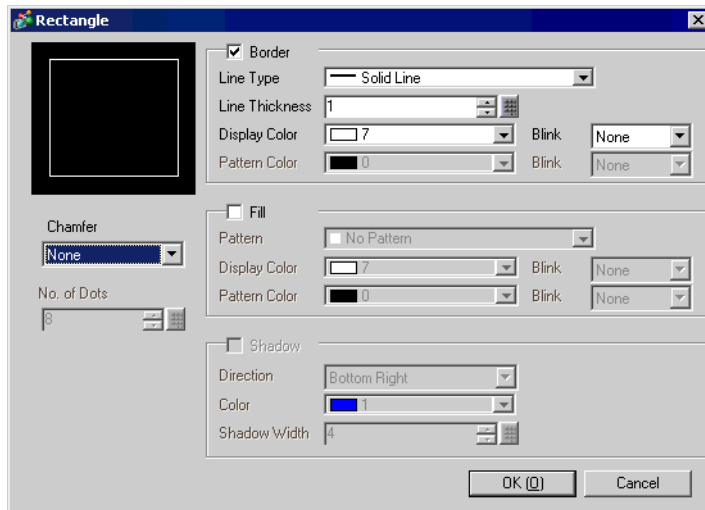 Rectangle
Border
Line Type Solid Line
Line Thickness 1
Display Color 7 Blink None
Pattern Color 0 Blink None
Chamfer
None
No. of Dots
8
Fill
Pattern No Pattern
Display Color 7 Blink None
Pattern Color 0 Blink None
Shadow
Direction Bottom Right
Color 1
Shadow Width 4
OK (O) Cancel